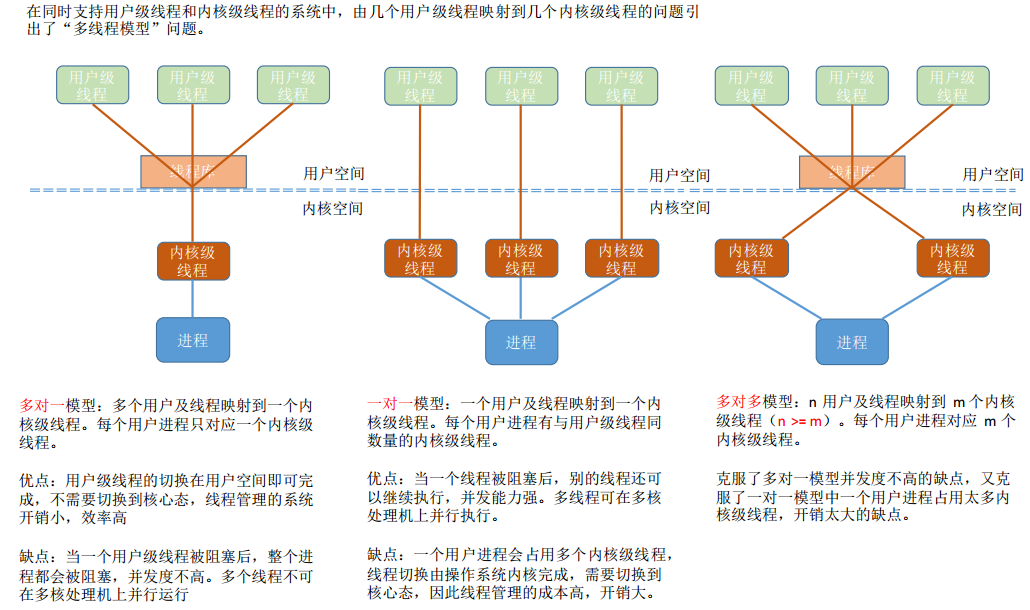 在同时支持用户级线程和内核级线程的系统中，由几个用户级线程映射到几个内核级线程的问题引
出了“多线程模型”问题。
用户级
线程
用户级
线程
用户级
线程
线程库
用户空间
内核空间
内核级
线程
进程
用户级
线程
用户级
线程
用户级
线程
用户空间
内核空间
内核级
线程
内核级
线程
内核级
线程
进程
用户级
线程
用户级
线程
用户级
线程
线程库
用户空间
内核空间
内核级
线程
内核级
线程
进程
多对一模型：多个用户及线程映射到一个内
核级线程。每个用户进程只对应一个内核级
线程。
优点：用户级线程的切换在用户空间即可完
成，不需要切换到核心态，线程管理的系统
开销小，效率高
缺点：当一个用户级线程被阻塞后，整个进
程都会被阻塞，并发度不高。多个线程不可
在多核处理机上并行运行
一对一模型：一个用户及线程映射到一个内
核级线程。每个用户进程有与用户级线程同
数量的内核级线程。
优点：当一个线程被阻塞后，别的线程还可
以继续执行，并发能力强。多线程可在多核
处理机上并行执行。
缺点：一个用户进程会占用多个内核级线程，
线程切换由操作系统内核完成，需要切换到
核心态，因此线程管理的成本高，开销大。
多对多模型：n 用户及线程映射到 m 个内核
级线程（n >= m）。每个用户进程对应 m 个
内核级线程。
克服了多对一模型并发度不高的缺点，又克
服了一对一模型中一个用户进程占用太多内
核级线程，开销太大的缺点。